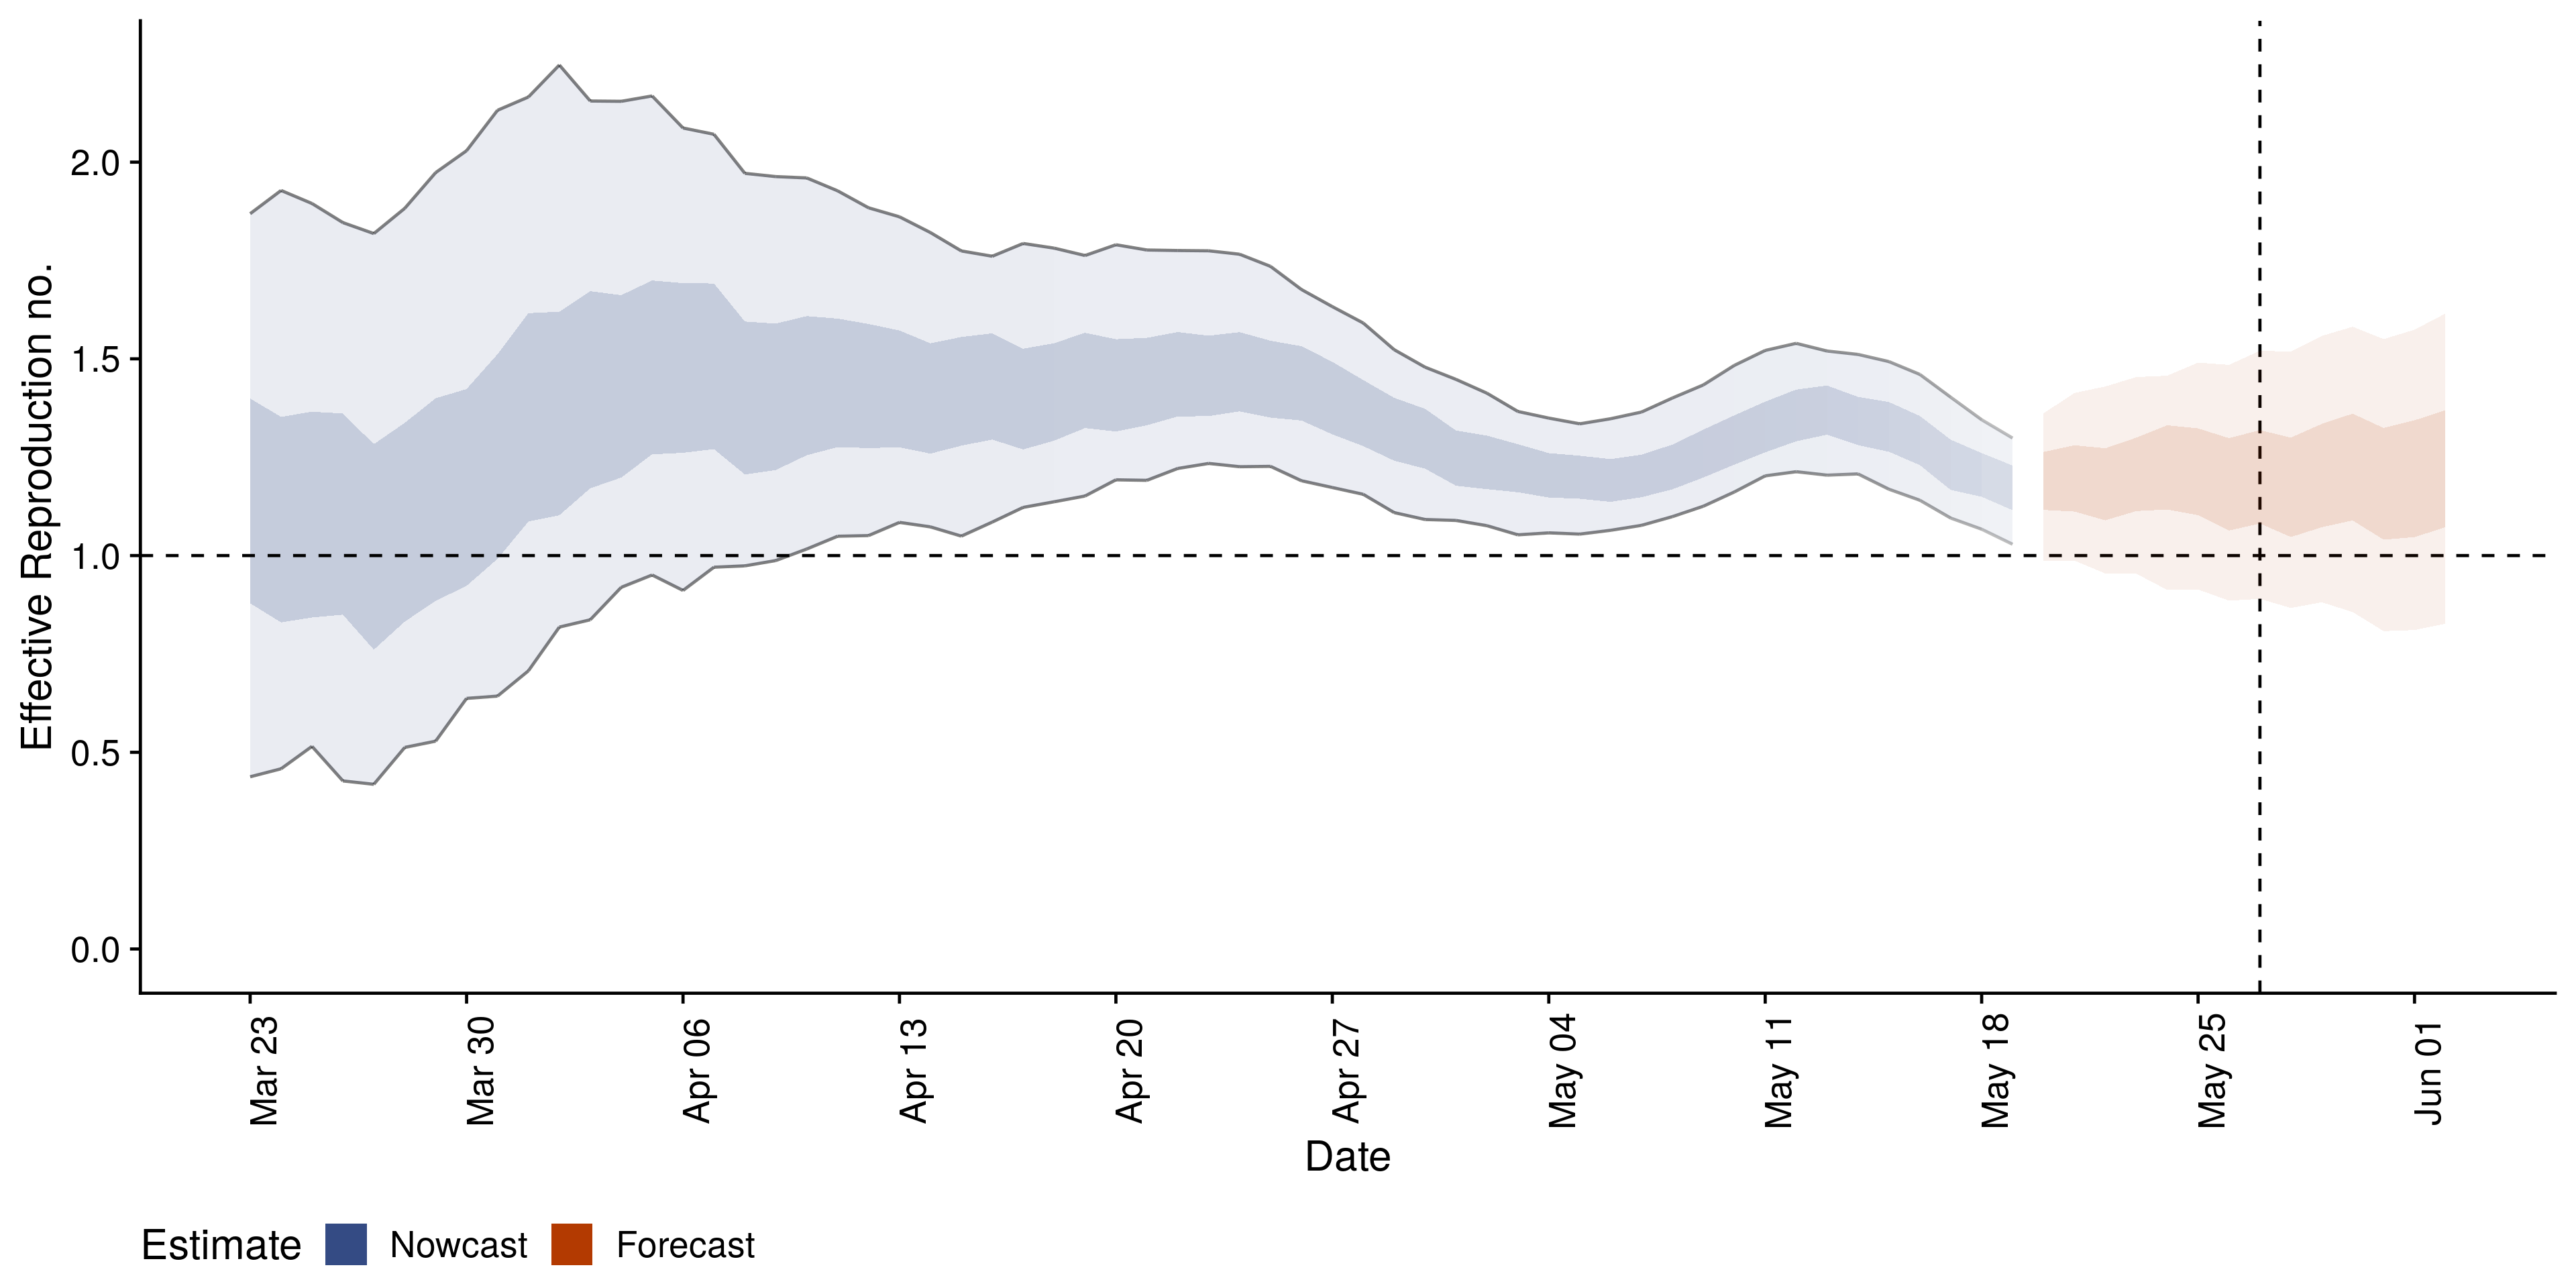 Effective Reproduction no.
2.0
1.5
1.0
0.5
0.0
Mar 23
Mar 30
Apr 06
Apr 13
Apr 20
Apr 27
May 04
May 11
May 18
May 25
Jun 01
Date
Estimate Nowcast Forecast